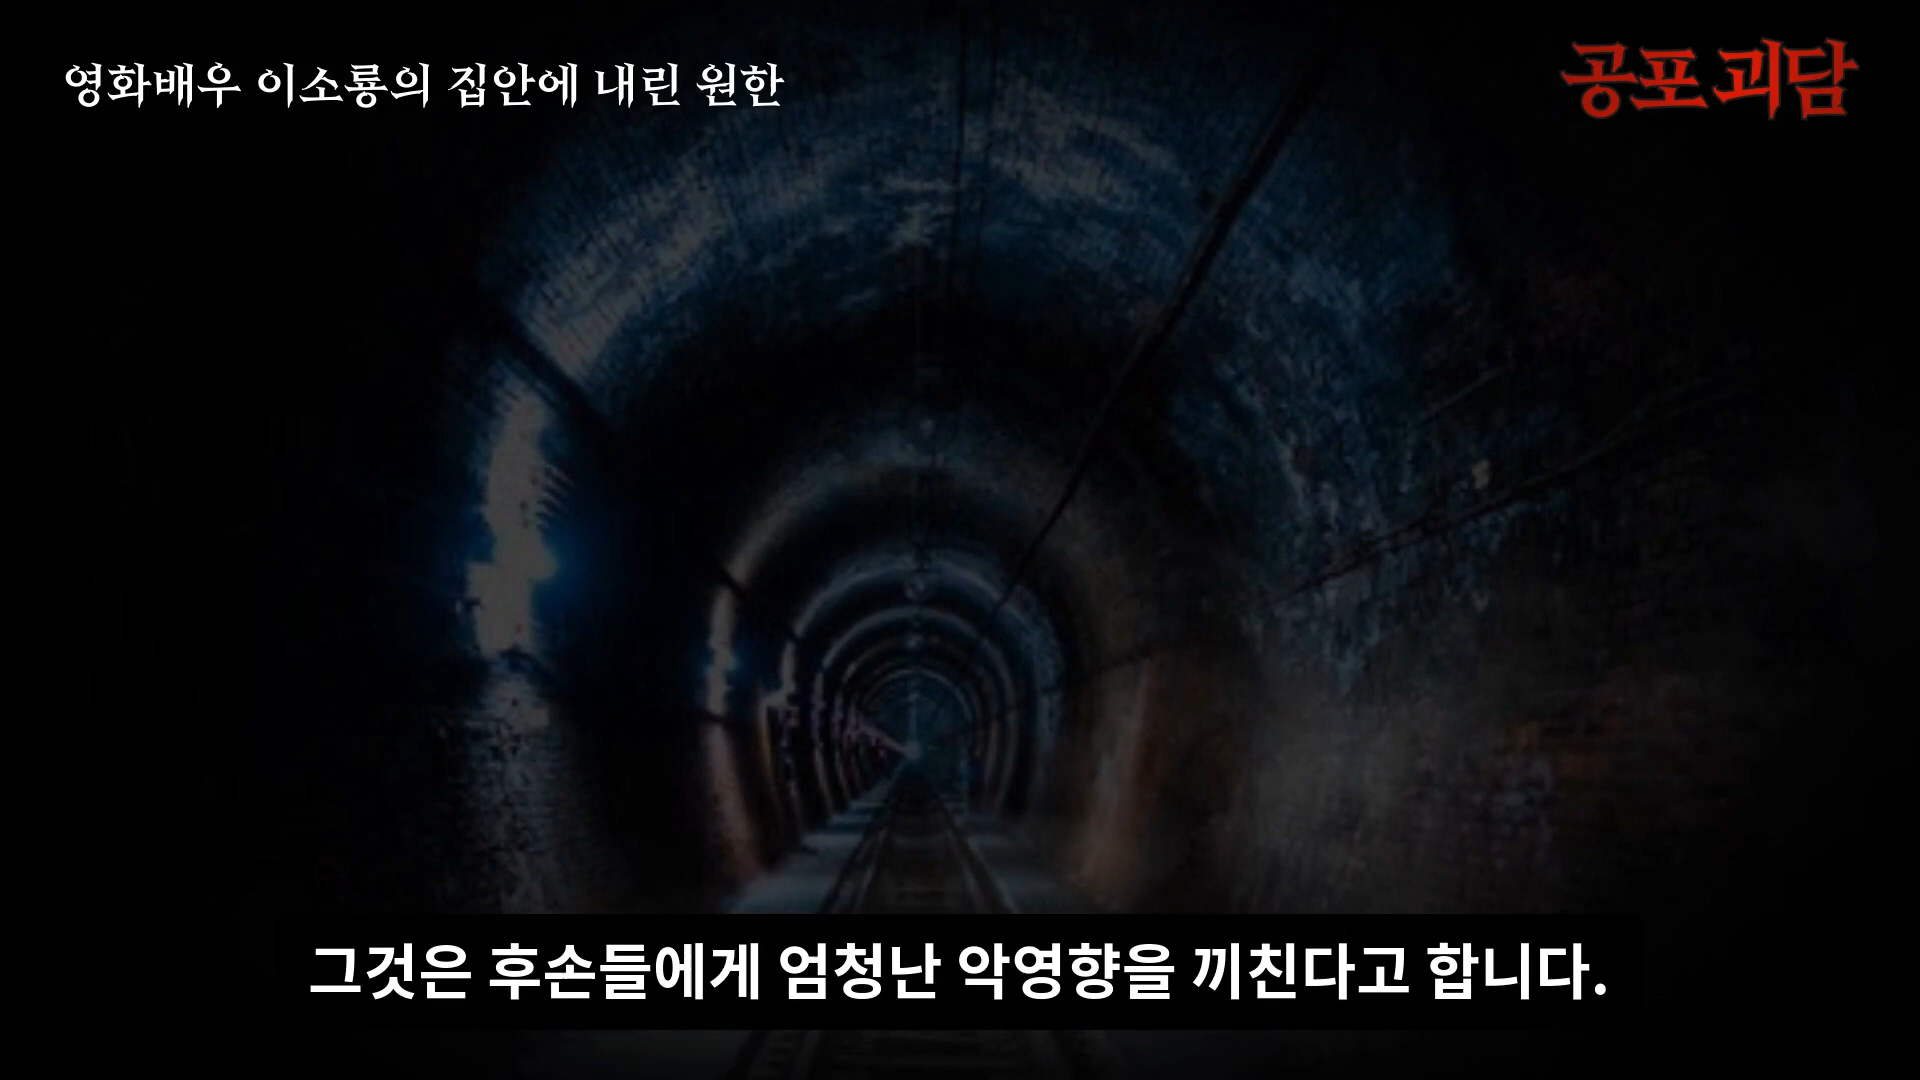 영화배우 이소룡의 집안에 내린 원한
공포 괴담
그것은 후손들에게 엄청난 악영향을 끼친다고 합니다.